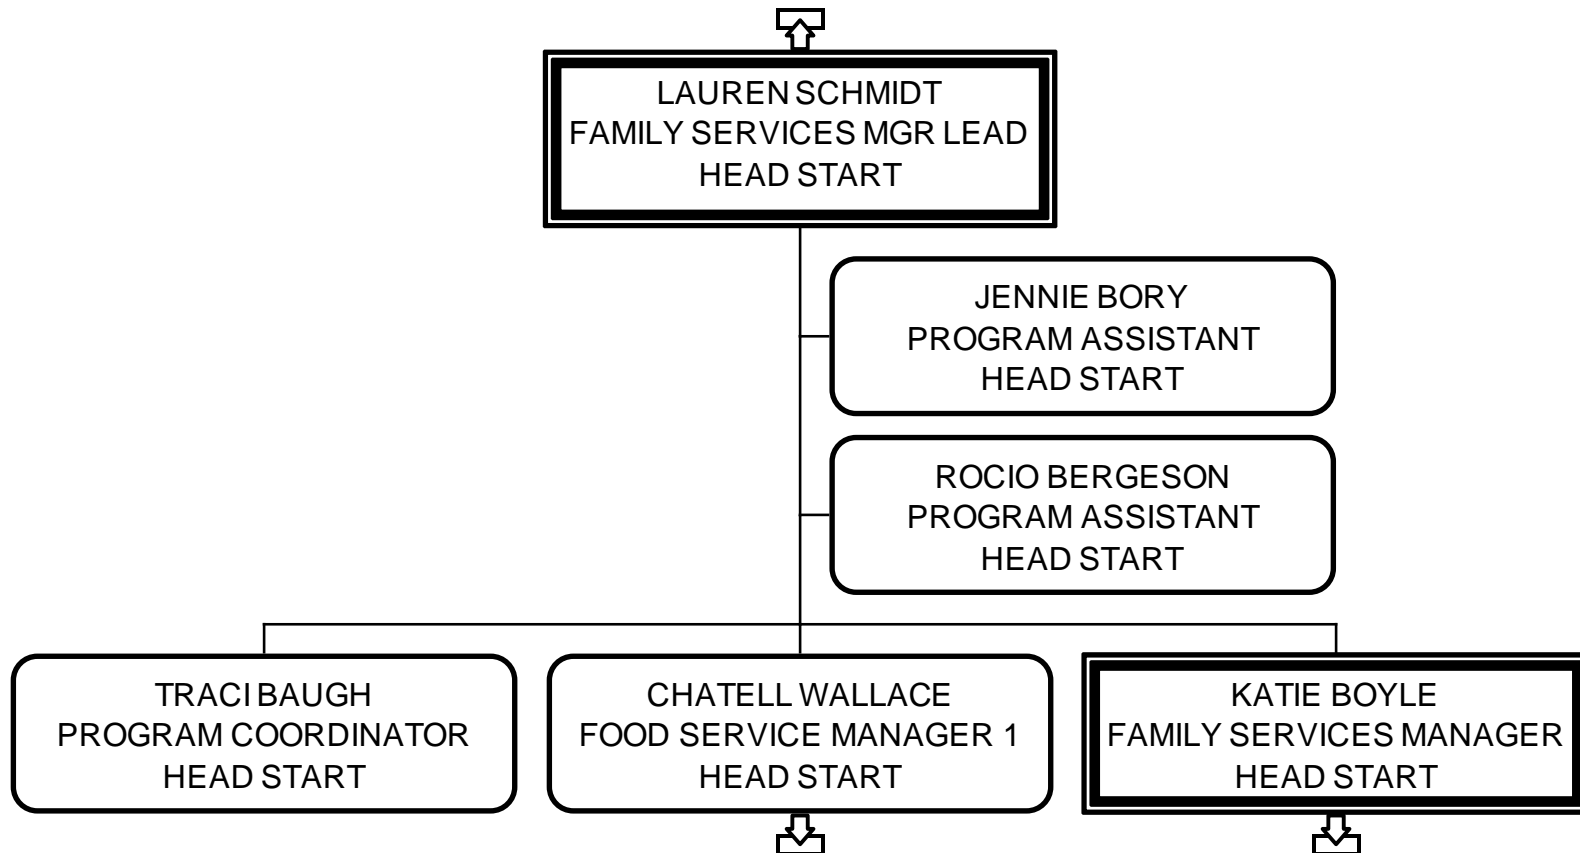 LAUREN SCHMIDT
FAMILY SERVICES MGR LEAD
HEAD START
JENNIE BORY
PROGRAM ASSISTANT
HEAD START
ROCIO BERGESON
PROGRAM ASSISTANT
HEAD START
TRACI BAUGH
PROGRAM COORDINATOR
HEAD START
CHATELL WALLACE
FOOD SERVICE MANAGER 1
HEAD START
KATIE BOYLE
FAMILY SERVICES MANAGER
HEAD START